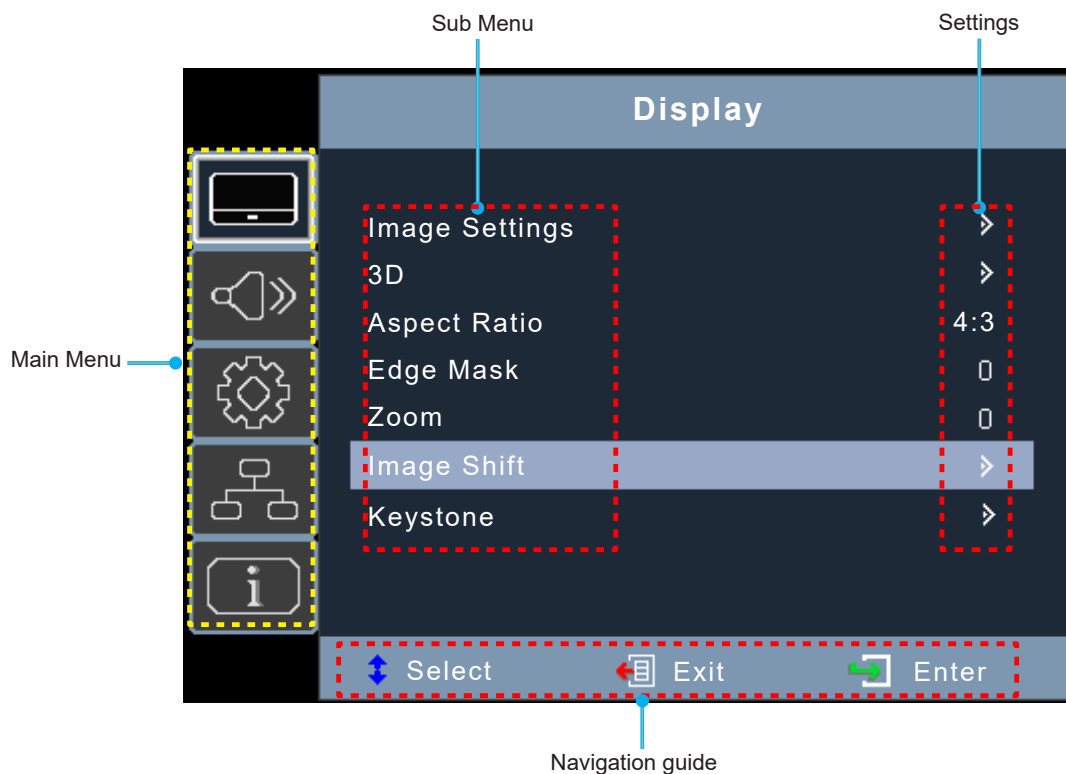 Sub Menu
Settings
Display
Image Settings
3D
Aspect Ratio 4:3
Edge Mask 0
Zoom 0
Image Shift
Keystone
Main Menu
i
Select Exit Enter
Navigation guide